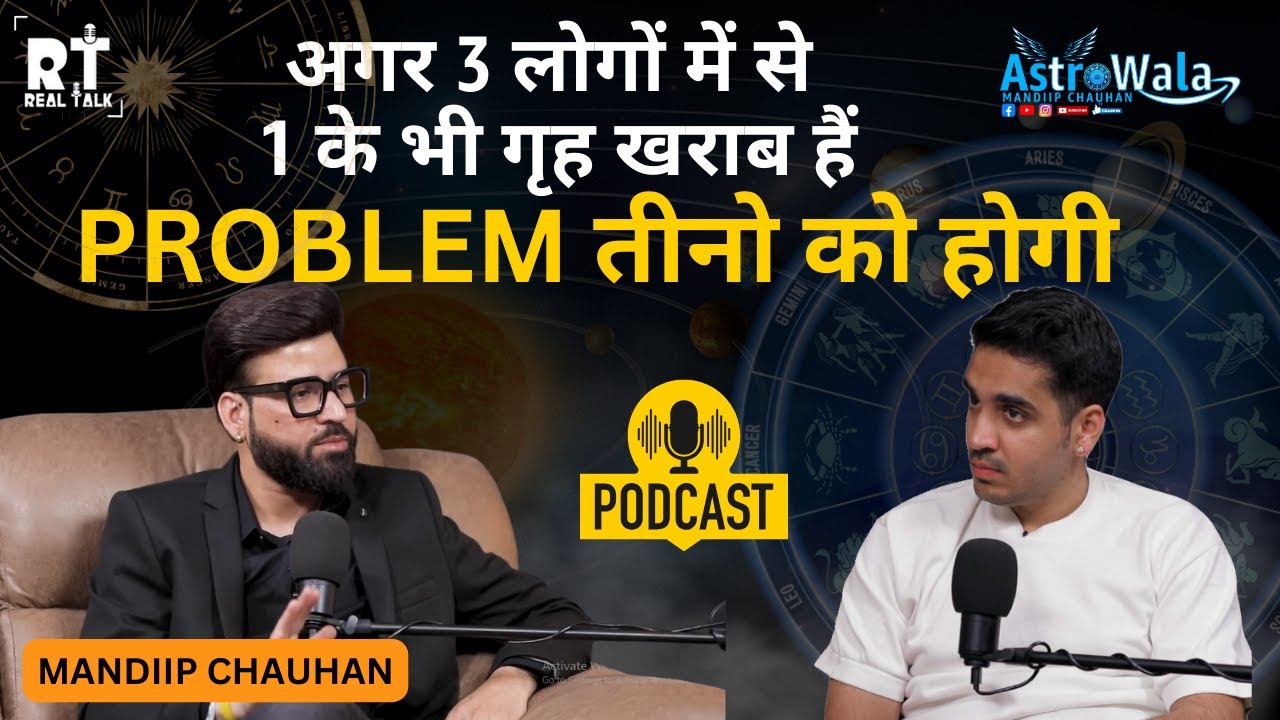 RT
REAL TALK
अगर 3 लोगों में से
1 के भी गृह खराब हैं
PROBLEM तीनो को होगी
AstroWala
MANDIIP CHAUHAN
PODCAST
MANDIIP CHAUHAN
ARIES
PISCES
GEMINI
CANCER
LEO
LIBRA